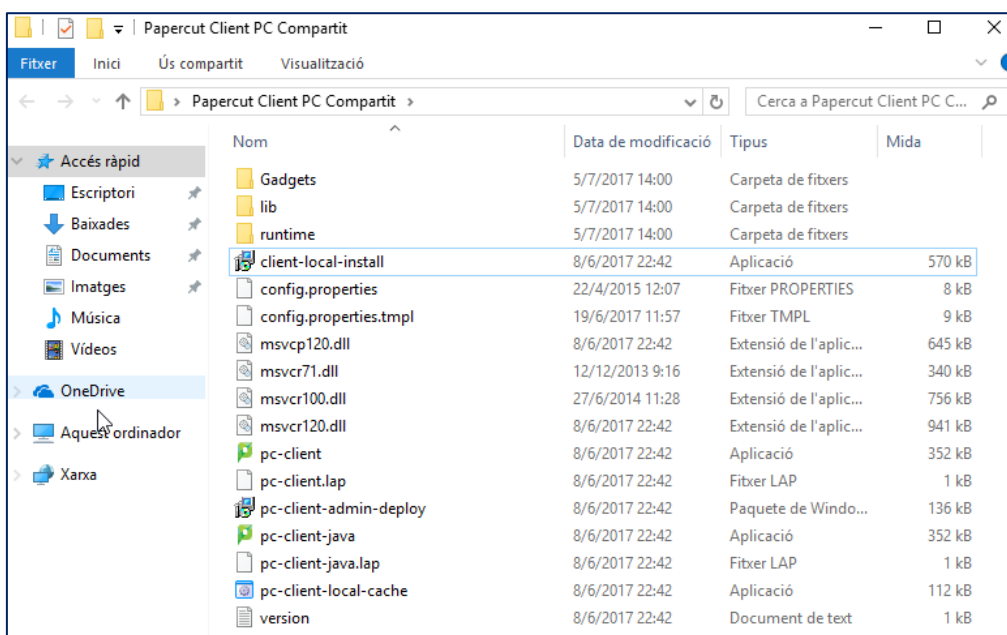 Papercut Client PC Compartit
Fitxer Inici Ús compartit Visualització
Papercut Client PC Compartit Cerca a Papercut Client PC C...
Nom Data de modificació Tipus Mida
Accés ràpid
Escriptori
Baixades
Documents
Imatges
Música
Vídeos
OneDrive
Aquest ordinador
Xarxa
Gadgets 5/7/2017 14:00 Carpeta de fitxers
lib 5/7/2017 14:00 Carpeta de fitxers
runtime 5/7/2017 14:00 Carpeta de fitxers
client-local-install 8/6/2017 22:42 Aplicació 570 kB
config.properties 22/4/2015 12:07 Fitxer PROPERTIES 8 kB
config.properties.tmpl 19/6/2017 11:57 Fitxer TMPL 9 kB
msvcp120.dll 8/6/2017 22:42 Extensió de l'aplic... 645 kB
msvcr71.dll 12/12/2013 9:16 Extensió de l'aplic... 340 kB
msvcr100.dll 27/6/2014 11:28 Extensió de l'aplic... 756 kB
msvcr120.dll 8/6/2017 22:42 Extensió de l'aplic... 941 kB
pc-client 8/6/2017 22:42 Aplicació 352 kB
pc-client.lap 8/6/2017 22:42 Fitxer LAP 1 kB
pc-client-admin-deploy 8/6/2017 22:42 Paquete de Windo... 136 kB
pc-client-java 8/6/2017 22:42 Aplicació 352 kB
pc-client-java.lap 8/6/2017 22:42 Fitxer LAP 1 kB
pc-client-local-cache 8/6/2017 22:42 Aplicació 112 kB
version 8/6/2017 22:42 Document de text 1 kB